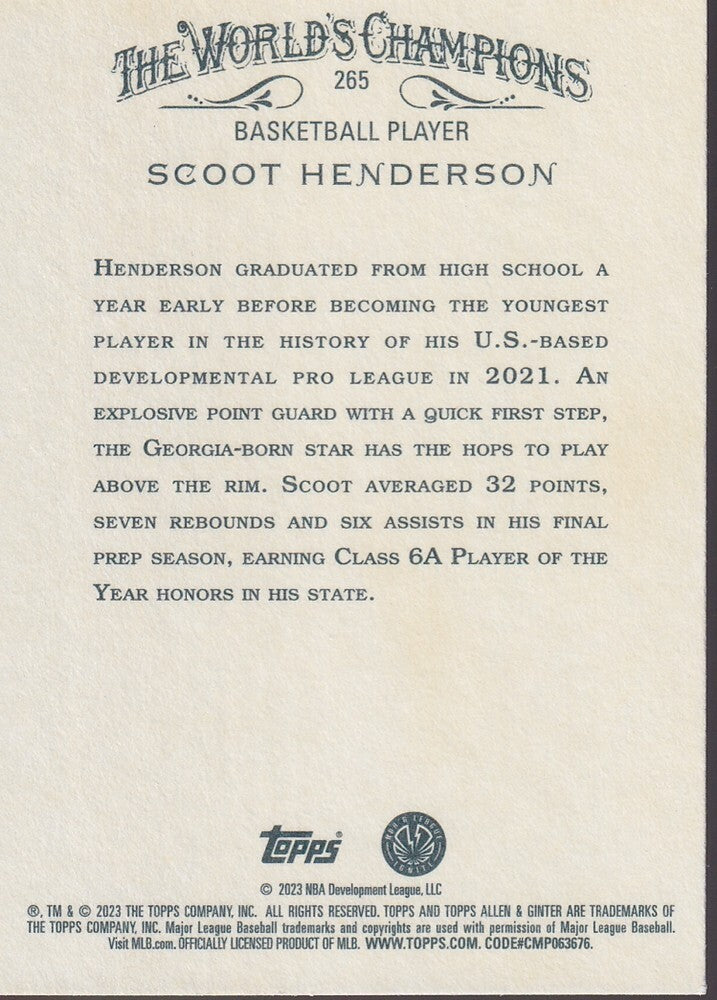 THE WORLD'S CHAMPIONS
265
BASKETBALL PLAYER
SCOOT HENDERSON
HENDERSON GRADUATED FROM HIGH SCHOOL A
YEAR EARLY BEFORE BECOMING THE YOUNGEST
PLAYER IN THE HISTORY OF HIS U.S.-BASED
DEVELOPMENTAL PRO LEAGUE IN 2021. AN
EXPLOSIVE POINT GUARD WITH A QUICK FIRST STEP,
THE GEORGIA-BORN STAR HAS THE HOPS TO PLAY
ABOVE THE RIM. SCOOT AVERAGED 32 POINTS,
SEVEN REBOUNDS AND SIX ASSISTS IN HIS FINAL
PREP SEASON, EARNING CLASS 6A PLAYER OF THE
YEAR HONORS IN HIS STATE.
topps®
NBA G LEAGUE
IGNITE
© 2023 NBA Development League, LLC
®, TM & © 2023 THE TOPPS COMPANY, INC. ALL RIGHTS RESERVED. TOPPS AND TOPPS ALLEN & GINTER ARE TRADEMARKS OF
THE TOPPS COMPANY, INC. Major League Baseball trademarks and copyrights are used with permission of Major League Baseball.
Visit MLB.com. OFFICIALLY LICENSED PRODUCT OF MLB. WWW.TOPPS.COM. CODE#CMP063676.